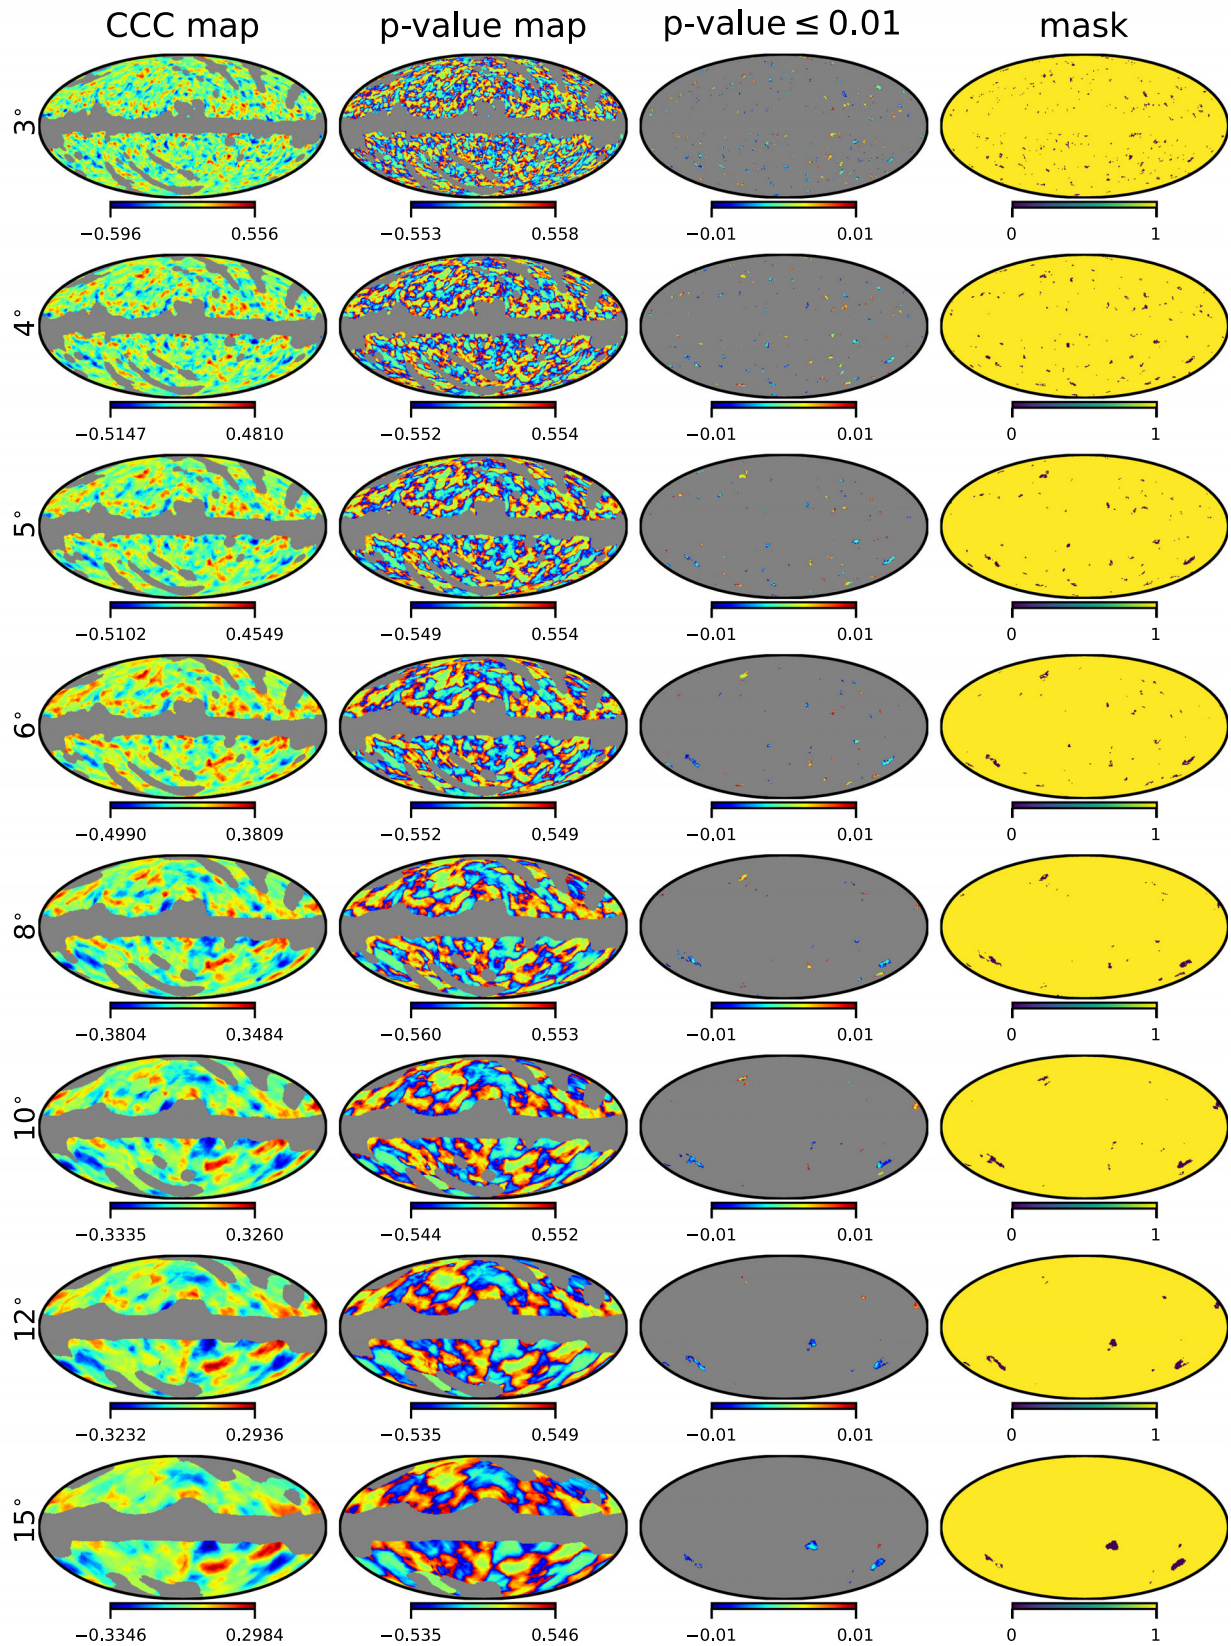 CCC map p-value map p-value ≤ 0.01 mask
3°
−0.596 0.556 −0.553 0.558 −0.01 0.01 0 1
4°
−0.5147 0.4810 −0.552 0.554 −0.01 0.01 0 1
5°
−0.5102 0.4549 −0.549 0.554 −0.01 0.01 0 1
6°
−0.4990 0.3809 −0.552 0.549 −0.01 0.01 0 1
8°
−0.3804 0.3484 −0.560 0.553 −0.01 0.01 0 1
10°
−0.3335 0.3260 −0.544 0.552 −0.01 0.01 0 1
12°
−0.3232 0.2936 −0.535 0.549 −0.01 0.01 0 1
15°
−0.3346 0.2984 −0.535 0.546 −0.01 0.01 0 1